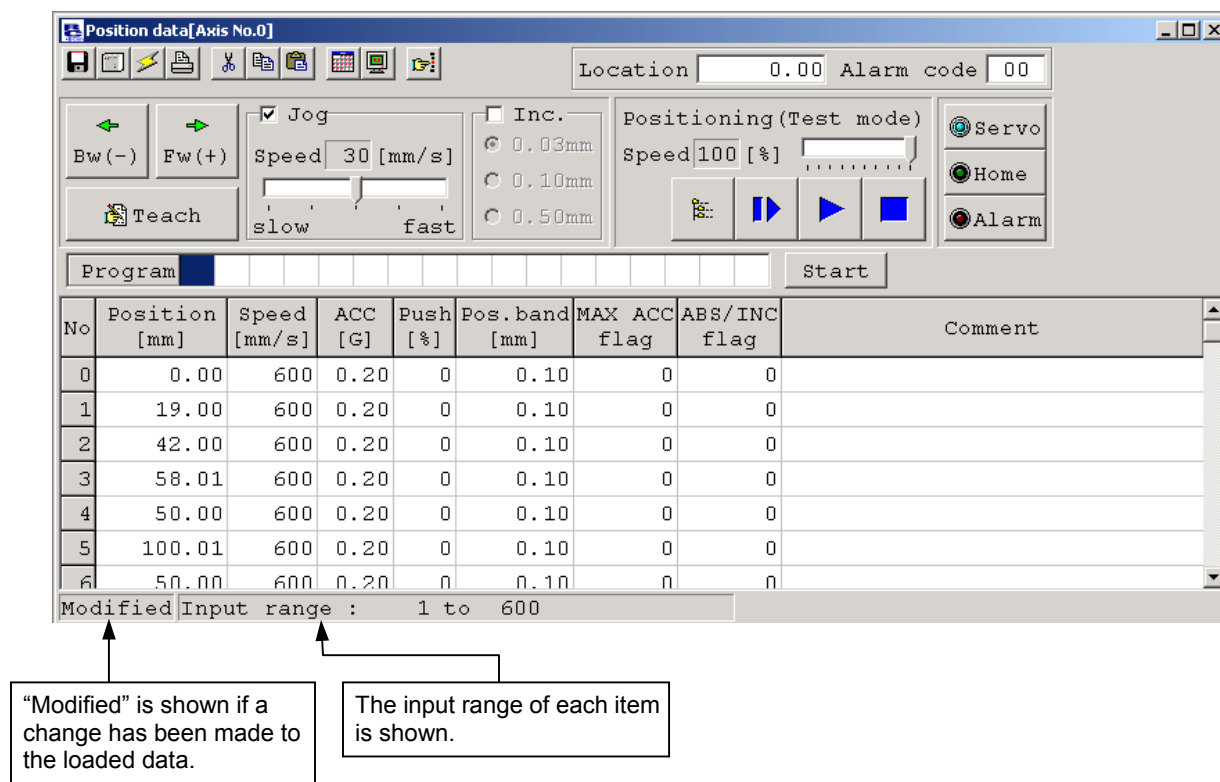 Position data[Axis No.0]
Location 0.00 Alarm code 00
Bw(-) Fw(+)
Teach
Jog
Speed 30 [mm/s]
slow fast
Inc.
0.03mm
0.10mm
0.50mm
Positioning(Test mode)
Speed 100 [%]
Servo
Home
Alarm
Program Start
No Position [mm] Speed [mm/s] ACC [G] Push [%] Pos.band [mm] MAX ACC flag ABS/INC flag Comment
0 0.00 600 0.20 0 0.10 0 0
1 19.00 600 0.20 0 0.10 0 0
2 42.00 600 0.20 0 0.10 0 0
3 58.01 600 0.20 0 0.10 0 0
4 50.00 600 0.20 0 0.10 0 0
5 100.01 600 0.20 0 0.10 0 0
6 50.00 600 0.20 0 0.10 0 0
Modified Input range : 1 to 600
“Modified” is shown if a
change has been made to
the loaded data.
The input range of each item
is shown.